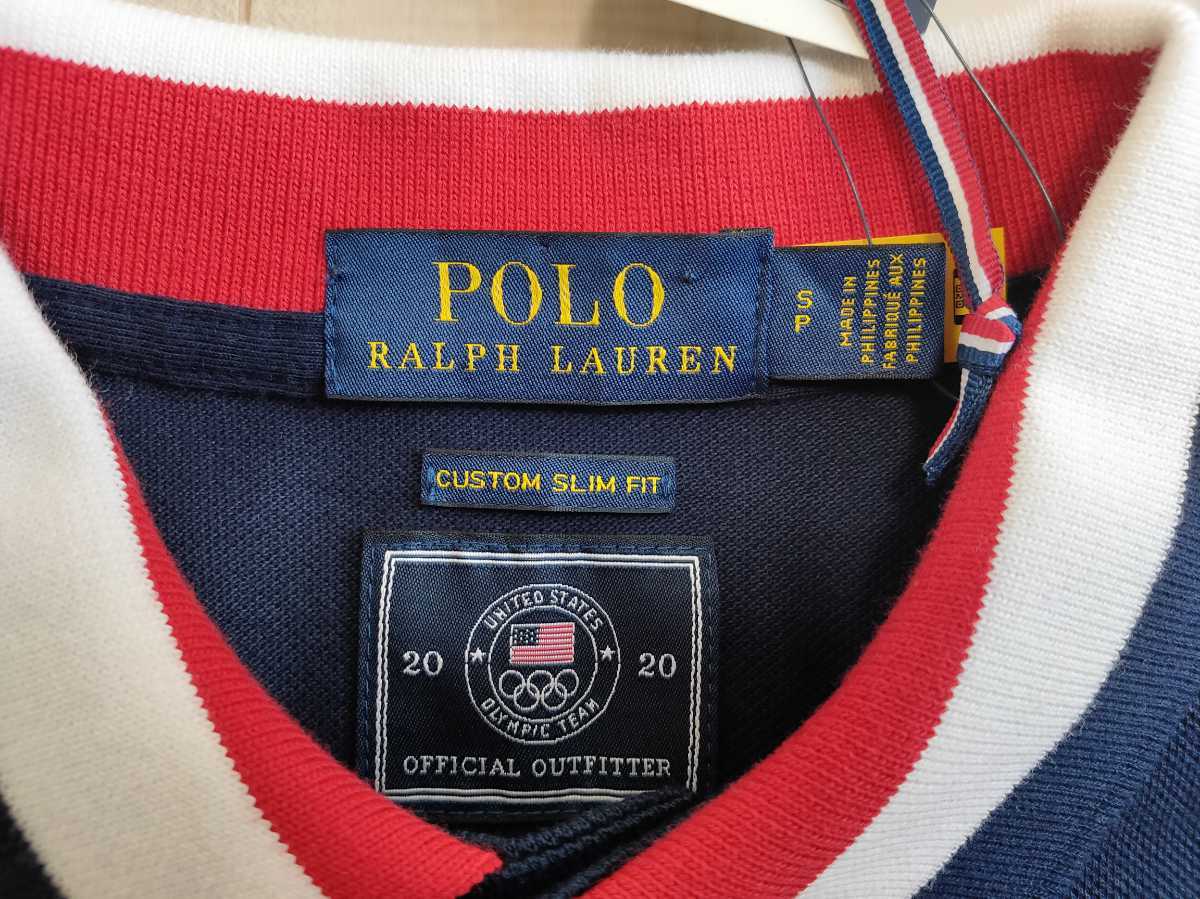 POLO
RALPH LAUREN
S
P
MADE IN
PHILIPPINES
FABRIQUÉ AUX
PHILIPPINES
CUSTOM SLIM FIT
UNITED STATES
20 20
OLYMPIC TEAM
OFFICIAL OUTFITTER